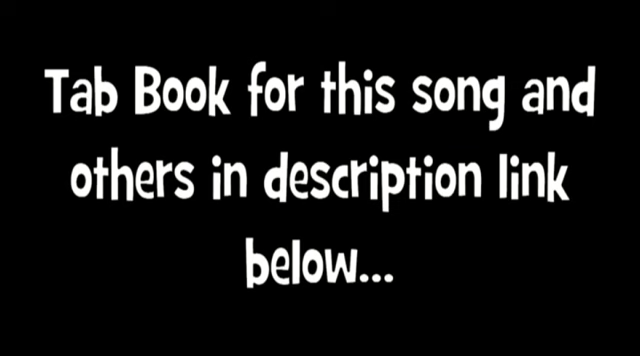 Tab Book for this song and
others in description link
below...